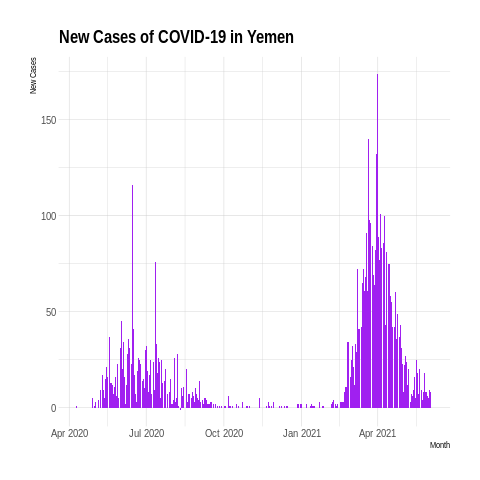 New Cases of COVID-19 in Yemen
New Cases
150
100
50
0
Apr 2020 Jul 2020 Oct 2020 Jan 2021 Apr 2021
Month